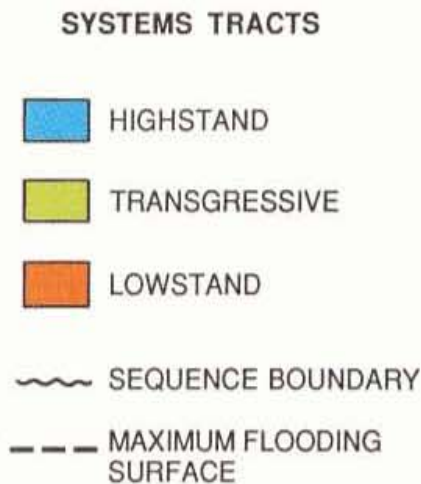 SYSTEMS TRACTS
HIGHSTAND
TRANSGRESSIVE
LOWSTAND
SEQUENCE BOUNDARY
MAXIMUM FLOODING
SURFACE